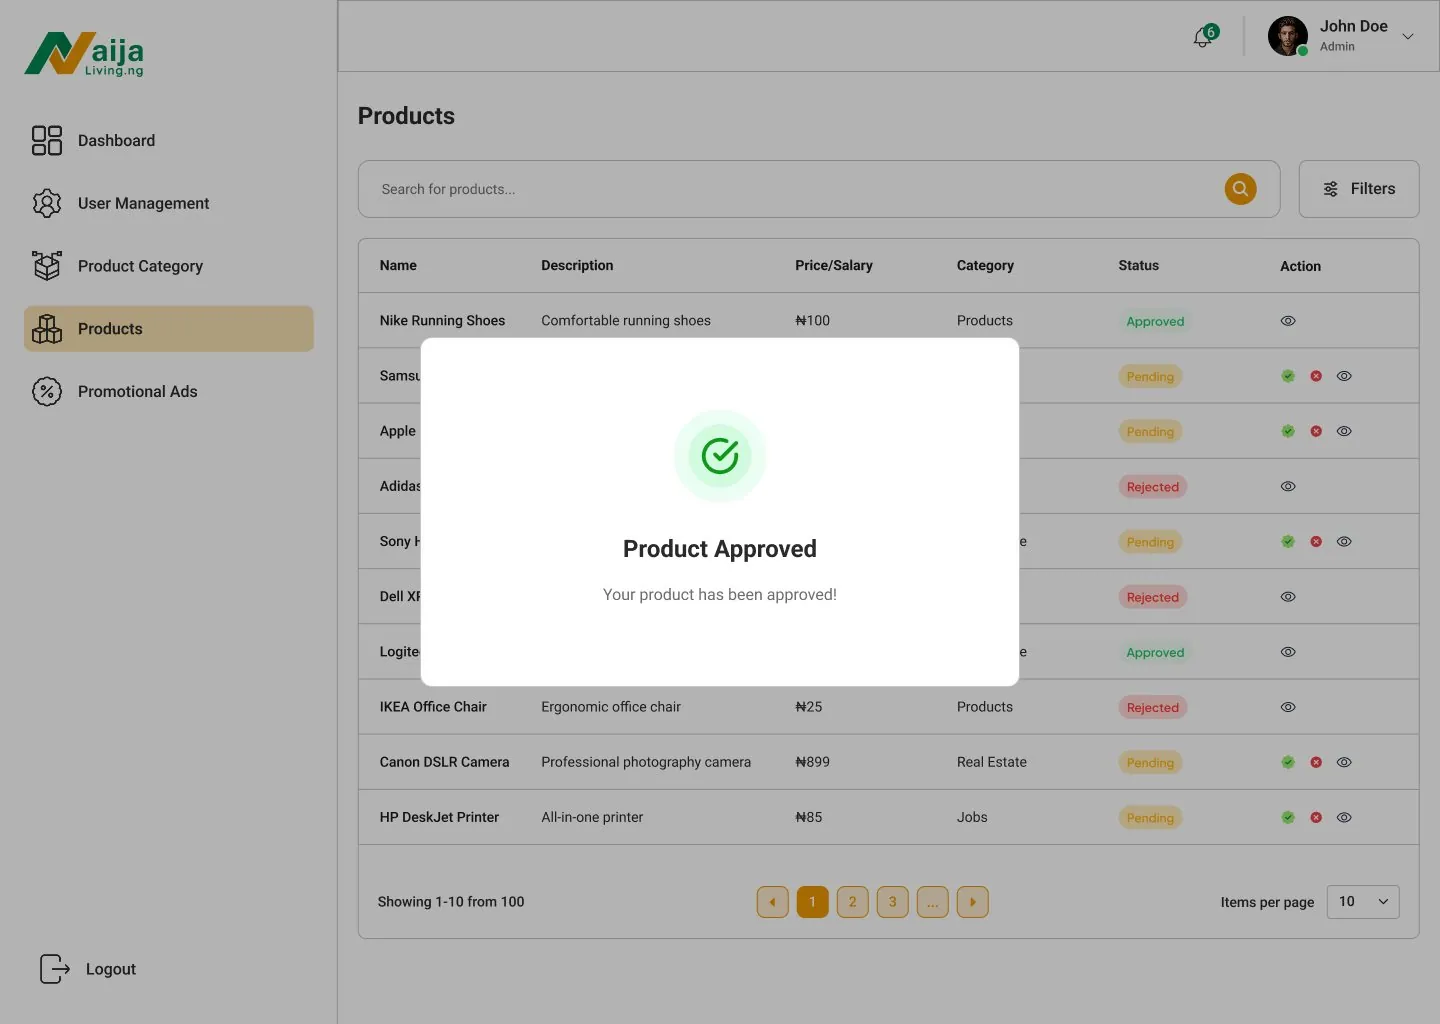 Naija
Living.ng
6
John Doe
Admin
Dashboard
User Management
Product Category
Products
Promotional Ads
Logout
Products
Search for products...
Filters
Name Description Price/Salary Category Status Action
Nike Running Shoes Comfortable running shoes ₦100 Products Approved
Samsu Pending
Apple Pending
Adidas Rejected
Sony H e Pending
Dell XP Rejected
Logite e Approved
Product Approved
Your product has been approved!
IKEA Office Chair Ergonomic office chair ₦25 Products Rejected
Canon DSLR Camera Professional photography camera ₦899 Real Estate Pending
HP DeskJet Printer All-in-one printer ₦85 Jobs Pending
Showing 1-10 from 100 1 2 3 ... Items per page 10